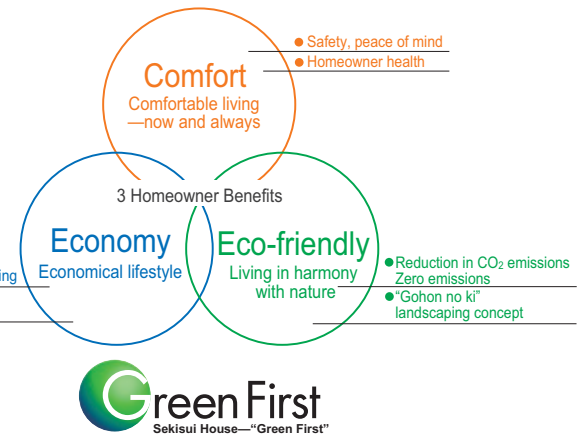 ● Safety, peace of mind
● Homeowner health
Comfort
Comfortable living
—now and always
3 Homeowner Benefits
Economy
Economical lifestyle
Eco-friendly
Living in harmony
with nature
● Reduction in CO₂ emissions
Zero emissions
● “Gohon no ki”
landscaping concept
Green First
Sekisui House—“Green First”